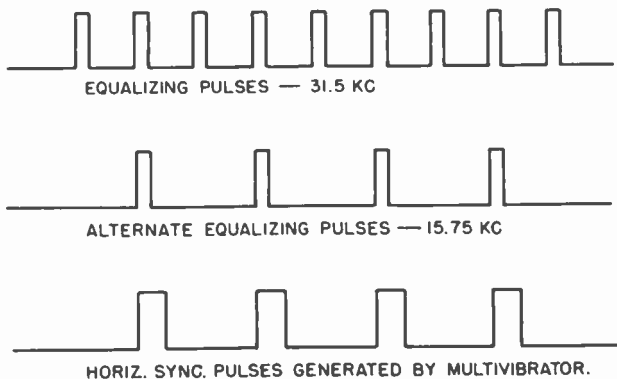 EQUALIZING PULSES — 31.5 KC
ALTERNATE EQUALIZING PULSES — 15.75 KC
HORIZ. SYNC. PULSES GENERATED BY MULTIVIBRATOR.